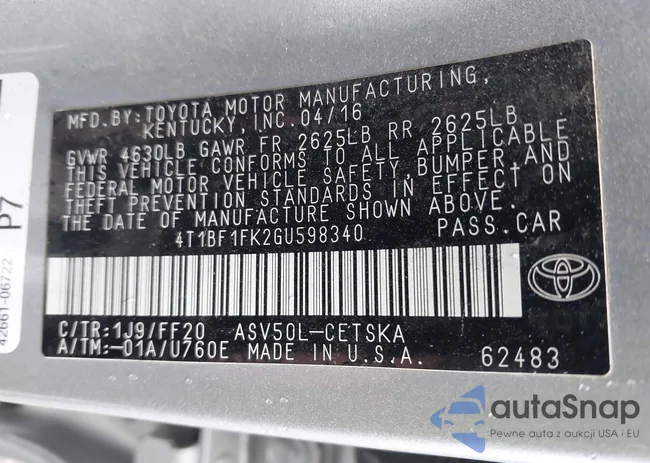 MFD.BY:TOYOTA MOTOR MANUFACTURING,
KENTUCKY, INC.04/16
GVWR 4630LB GAWR FR 2625LB RR 2625LB
THIS VEHICLE CONFORMS TO ALL APPLICABLE
FEDERAL MOTOR VEHICLE SAFETY,BUMPER,AND
THEFT PREVENTION STANDARDS IN EFFECT ON
THE DATE OF MANUFACTURE SHOWN ABOVE.
4T1BF1FK2GU598340 PASS.CAR
C/TR:1J9/FF20 ASV50L-CETSKA
A/TM:-01A/U760E MADE IN U.S.A. 62483
P7
42661-06722
autaSnap
Pewne auta z aukcji USA i EU